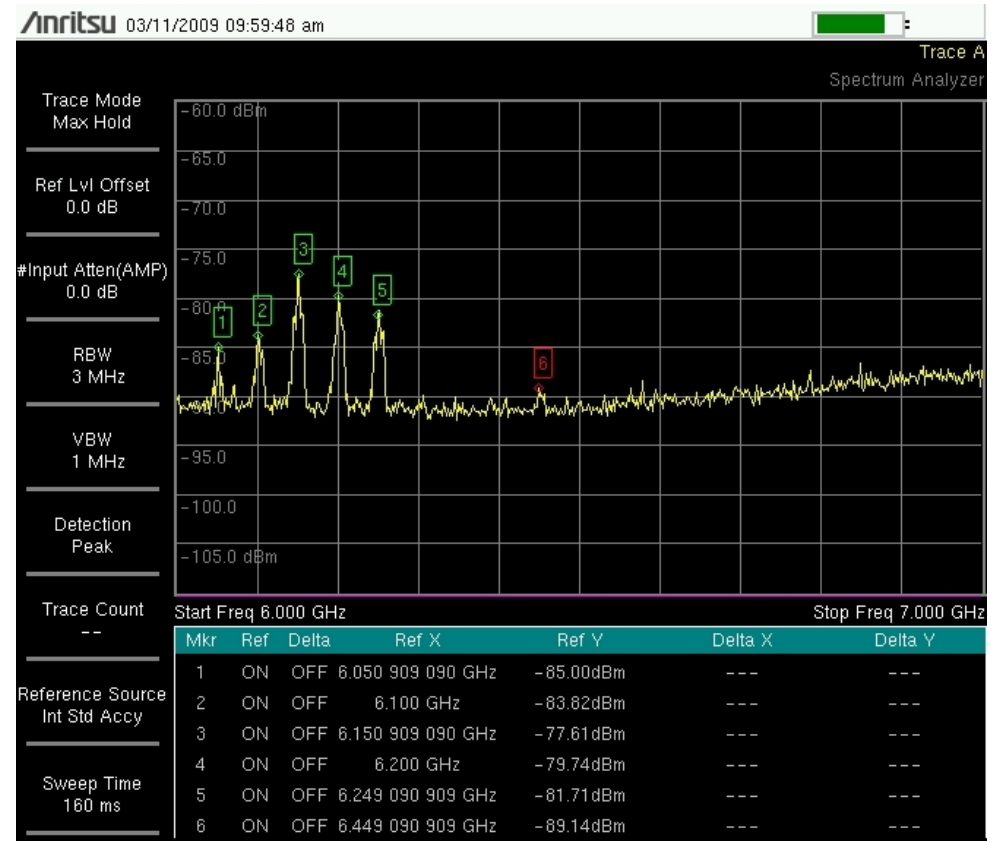 Anritsu 03/11/2009 09:59:48 am
Trace A
Spectrum Analyzer
Trace Mode
Max Hold
Ref Lvl Offset
0.0 dB
#Input Atten(AMP)
0.0 dB
RBW
3 MHz
VBW
1 MHz
Detection
Peak
Trace Count
--
Reference Source
Int Std Accy
Sweep Time
160 ms
-60.0 dBm
-65.0
-70.0
-75.0
-80.0
-85.0
-95.0
-100.0
-105.0 dBm
1
2
3
4
5
6
Start Freq 6.000 GHz Stop Freq 7.000 GHz
Mkr Ref Delta Ref X Ref Y Delta X Delta Y
1 ON OFF 6.050 909 090 GHz -85.00dBm --- ---
2 ON OFF 6.100 GHz -83.82dBm --- ---
3 ON OFF 6.150 909 090 GHz -77.61dBm --- ---
4 ON OFF 6.200 GHz -79.74dBm --- ---
5 ON OFF 6.249 090 909 GHz -81.71dBm --- ---
6 ON OFF 6.449 090 909 GHz -89.14dBm --- ---